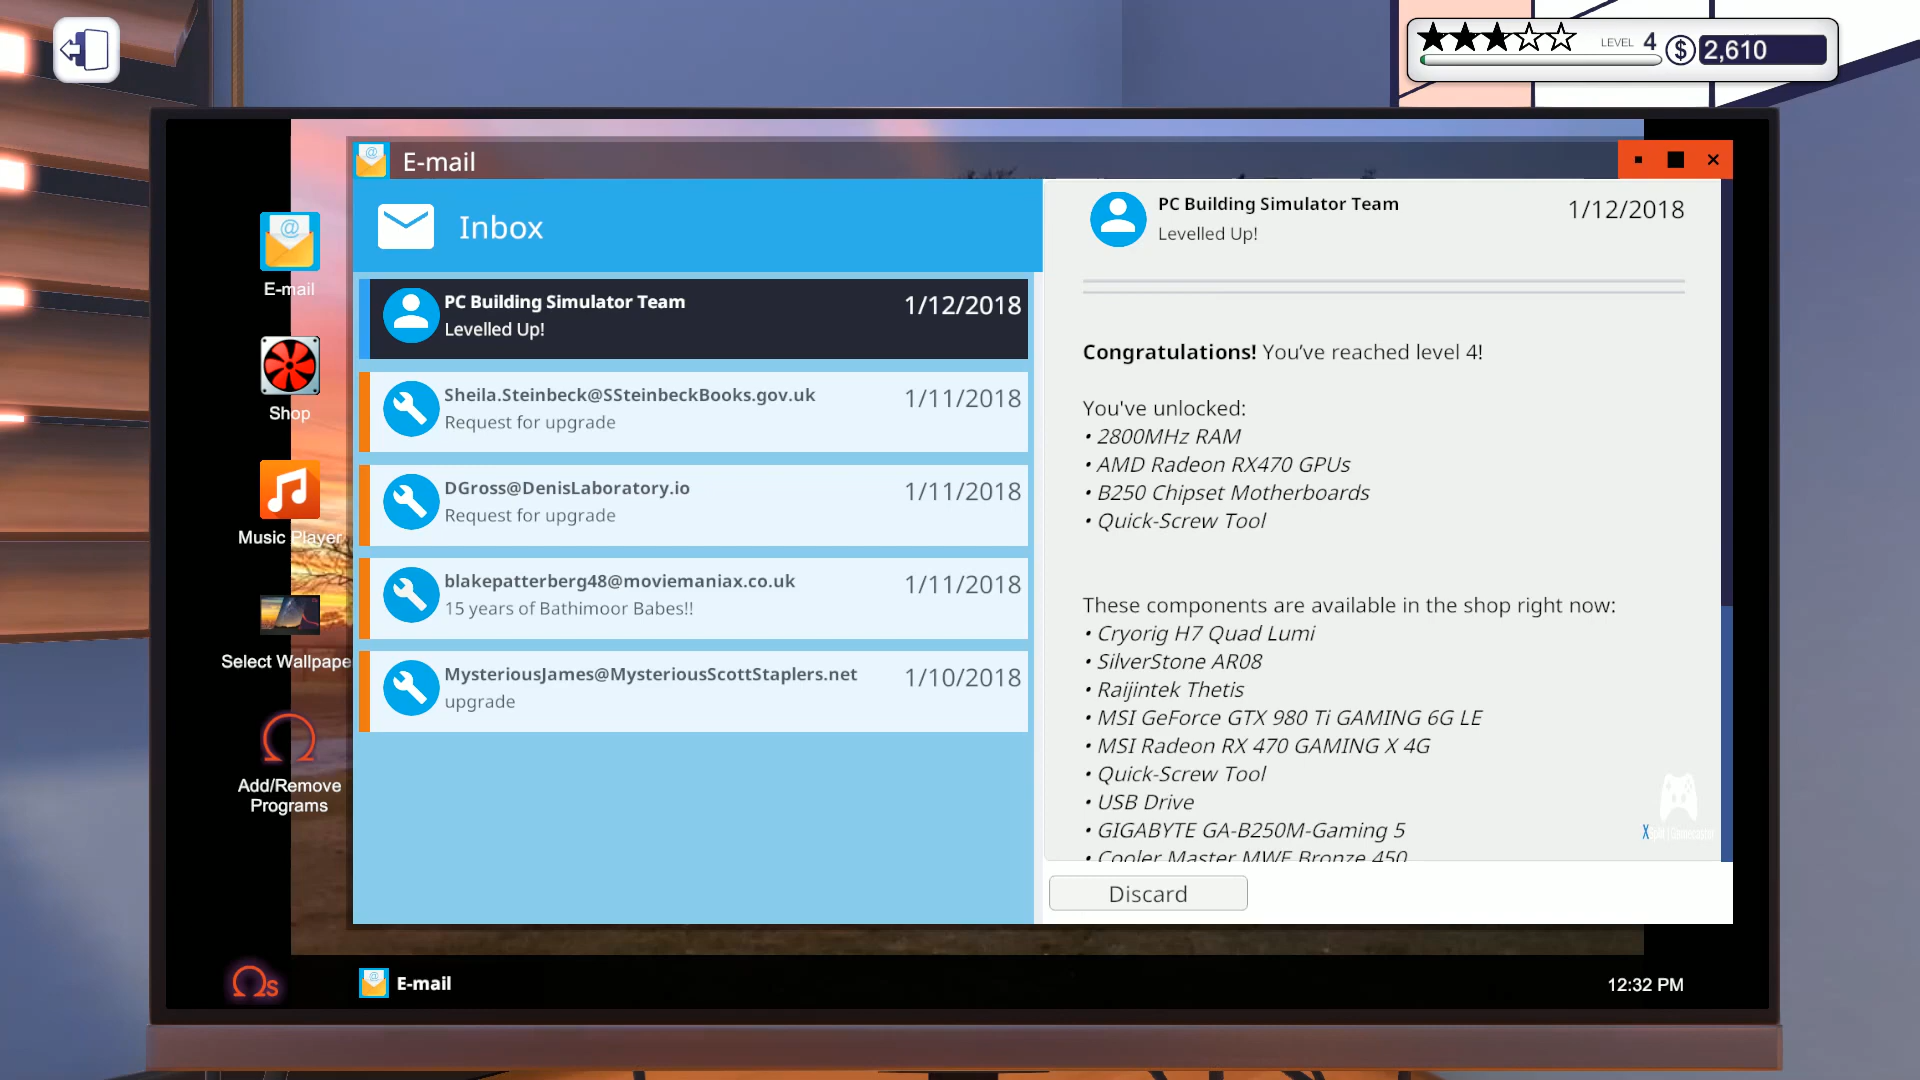 LEVEL 4 $ 2,610
E-mail
Inbox
PC Building Simulator Team 1/12/2018
Levelled Up!
Sheila.Steinbeck@SSteinbeckBooks.gov.uk 1/11/2018
Request for upgrade
DGross@DenisLaboratory.io 1/11/2018
Request for upgrade
blakepatterberg48@moviemaniax.co.uk 1/11/2018
15 years of Bathimoor Babes!!
MysteriousJames@MysteriousScottStaplers.net 1/10/2018
upgrade
PC Building Simulator Team 1/12/2018
Levelled Up!
Congratulations! You've reached level 4!
You've unlocked:
• 2800MHz RAM
• AMD Radeon RX470 GPUs
• B250 Chipset Motherboards
• Quick-Screw Tool
These components are available in the shop right now:
• Cryorig H7 Quad Lumi
• SilverStone AR08
• Raijintek Thetis
• MSI GeForce GTX 980 Ti GAMING 6G LE
• MSI Radeon RX 470 GAMING X 4G
• Quick-Screw Tool
• USB Drive
• GIGABYTE GA-B250M-Gaming 5
• Cooler Master MWE Bronze 450
Discard
E-mail
Shop
Music Player
Select Wallpape
Add/Remove
Programs
Ωs
E-mail
12:32 PM